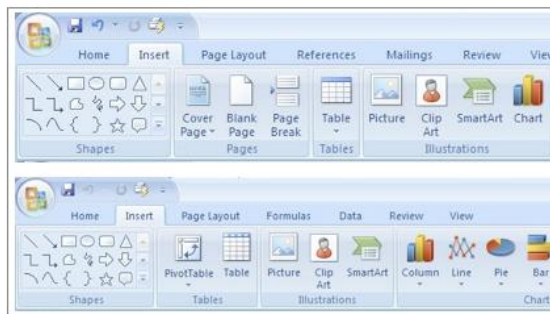 Home Insert Page Layout References Mailings Review View
Cover Page Blank Page Page Break Table Picture Clip Art SmartArt Chart
Shapes Pages Tables Illustrations
Home Insert Page Layout Formulas Data Review View
PivotTable Table Picture Clip Art SmartArt Column Line Pie Bar
Shapes Tables Illustrations Chart